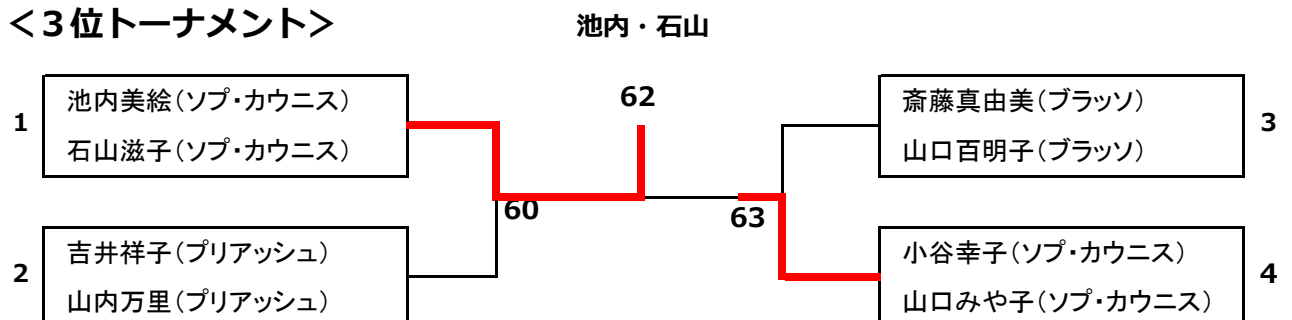 ＜３位トーナメント＞
池内・石山
62
1
池内美絵（ソプ・カウニス）
石山滋子（ソプ・カウニス）
斎藤真由美（ブラッソ）
山口百明子（ブラッソ）
3
60
63
2
吉井祥子（プリアッシュ）
山内万里（プリアッシュ）
小谷幸子（ソプ・カウニス）
山口みや子（ソプ・カウニス）
4